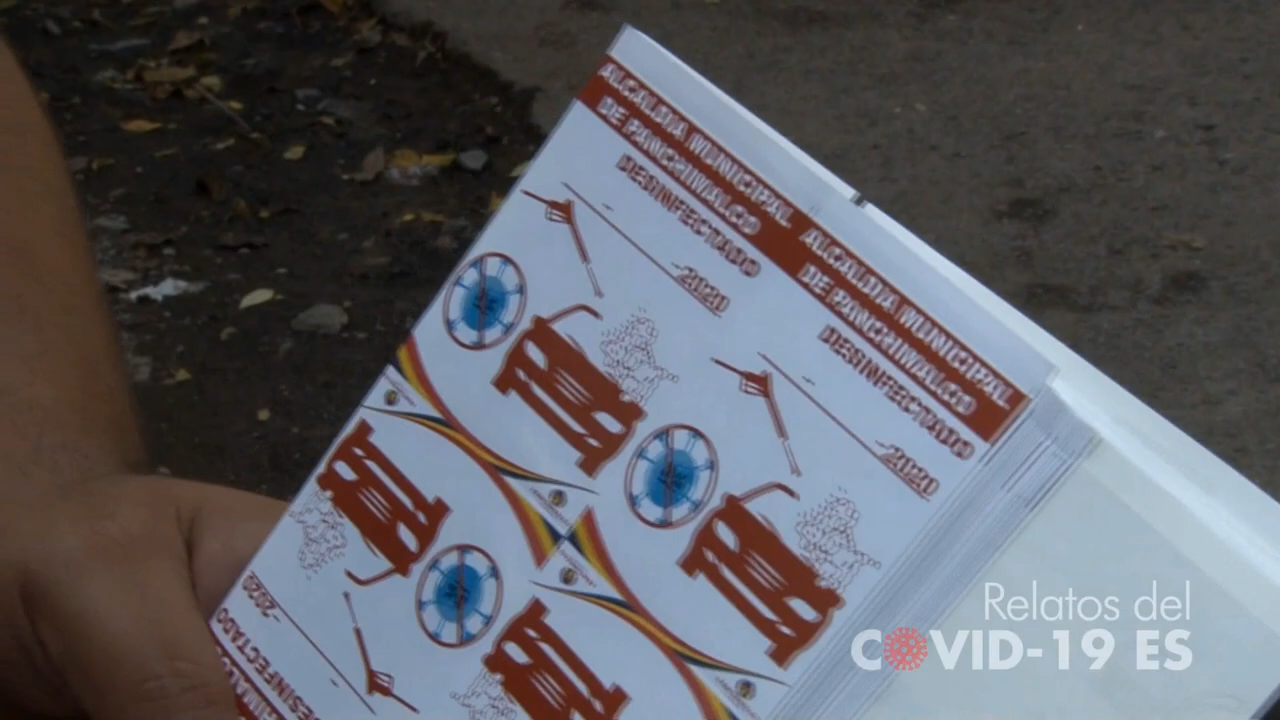 ALCALDIA MUNICIPAL
DE PANCHIMALCO
DESINFECTADO
2020
ALCALDIA MUNICIPAL
DE PANCHIMALCO
DESINFECTADO
2020
2020
DESINFECTADO
Relatos del
COVID-19 ES